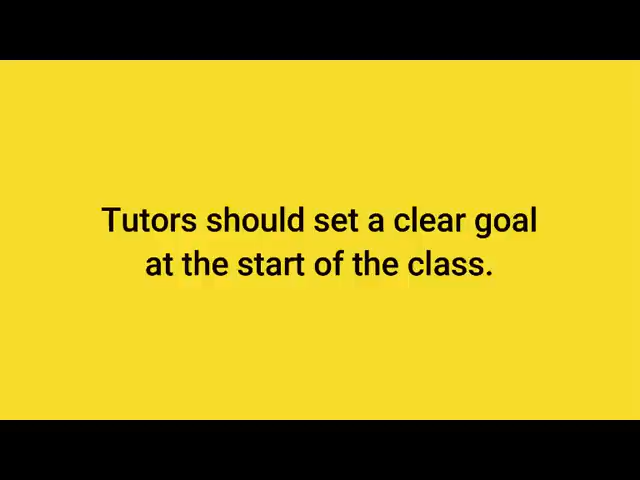 Tutors should set a clear goal
at the start of the class.